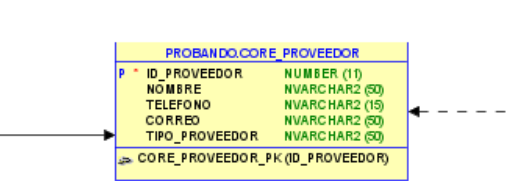 PROBANDO.CORE_PROVEEDOR
P * ID_PROVEEDOR NUMBER (11)
NOMBRE NVARCHAR2 (50)
TELEFONO NVARCHAR2 (15)
CORREO NVARCHAR2 (50)
TIPO_PROVEEDOR NVARCHAR2 (50)
CORE_PROVEEDOR_PK (ID_PROVEEDOR)